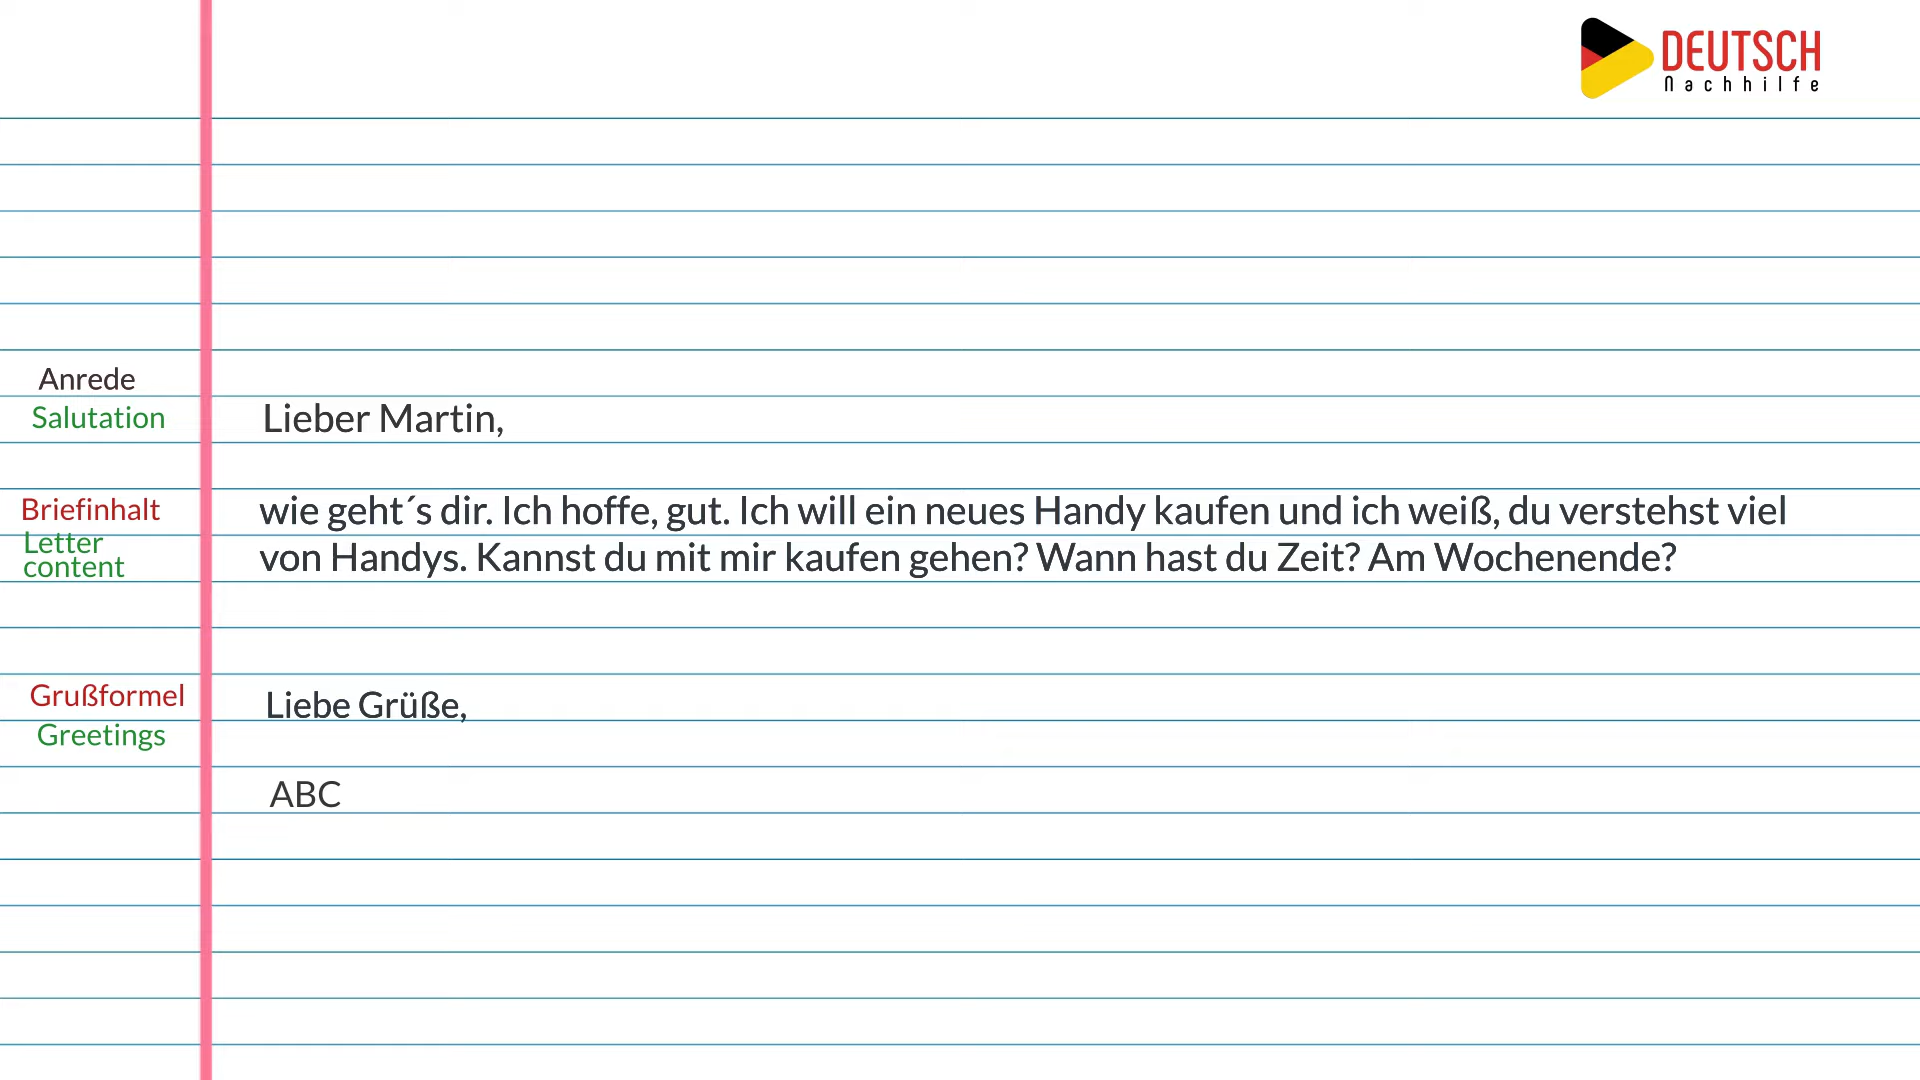 DEUTSCH
Nachhilfe
Anrede
Salutation
Lieber Martin,
Briefinhalt
Letter
content
wie geht´s dir. Ich hoffe, gut. Ich will ein neues Handy kaufen und ich weiß, du verstehst viel
von Handys. Kannst du mit mir kaufen gehen? Wann hast du Zeit? Am Wochenende?
Grußformel
Greetings
Liebe Grüße,
ABC